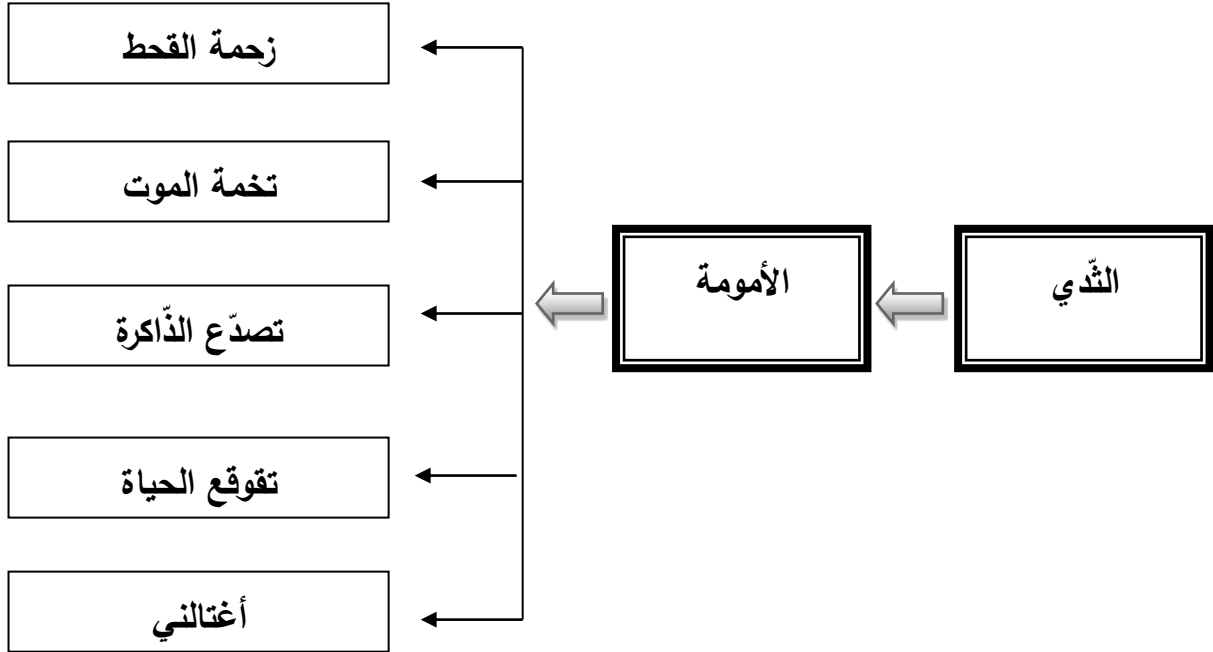 الثّدي
الأمومة
زحمة القحط
تخمة الموت
تصدّع الذّاكرة
تقوقع الحياة
أغتالني